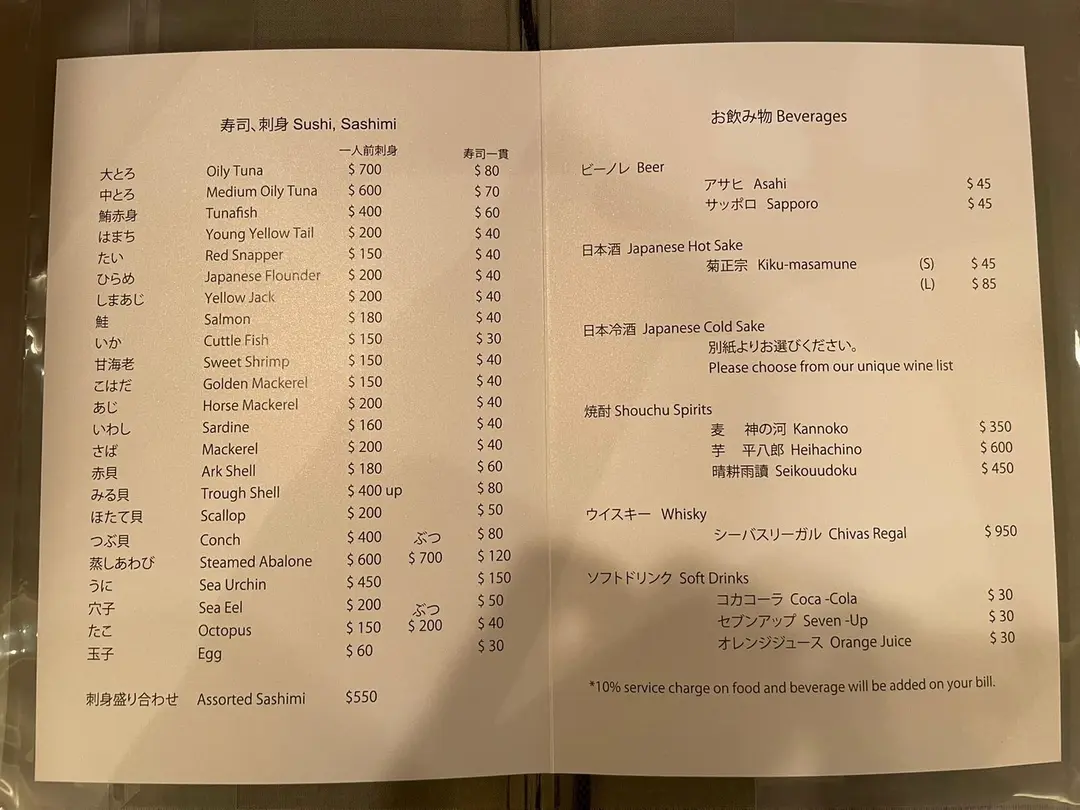 寿司、刺身 Sushi, Sashimi
一人前刺身 寿司一貫
大とろ Oily Tuna $ 700 $ 80
中とろ Medium Oily Tuna $ 600 $ 70
鮪赤身 Tunafish $ 400 $ 60
はまち Young Yellow Tail $ 200 $ 40
たい Red Snapper $ 150 $ 40
ひらめ Japanese Flounder $ 200 $ 40
しまあじ Yellow Jack $ 200 $ 40
鮭 Salmon $ 180 $ 40
いか Cuttle Fish $ 150 $ 30
甘海老 Sweet Shrimp $ 150 $ 40
こはだ Golden Mackerel $ 150 $ 40
あじ Horse Mackerel $ 200 $ 40
いわし Sardine $ 160 $ 40
さば Mackerel $ 200 $ 40
赤貝 Ark Shell $ 180 $ 60
みる貝 Trough Shell $ 400 up $ 80
ほたて貝 Scallop $ 200 $ 50
つぶ貝 Conch $ 400 ぶつ $ 80
蒸しあわび Steamed Abalone $ 600 $ 700 $ 120
うに Sea Urchin $ 450 $ 150
穴子 Sea Eel $ 200 ぶつ $ 50
たこ Octopus $ 150 $ 200 $ 40
玉子 Egg $ 60 $ 30
刺身盛り合わせ Assorted Sashimi $550
お飲み物 Beverages
ビーノレ Beer
アサヒ Asahi $ 45
サッポロ Sapporo $ 45
日本酒 Japanese Hot Sake
菊正宗 Kiku-masamune (S) $ 45
(L) $ 85
日本冷酒 Japanese Cold Sake
別紙よりお選びください。
Please choose from our unique wine list
焼酎 Shouchu Spirits
麦 神の河 Kannoko $ 350
芋 平八郎 Heihachino $ 600
晴耕雨讀 Seikouudoku $ 450
ウイスキー Whisky
シーバスリーガル Chivas Regal $ 950
ソフトドリンク Soft Drinks
コカコーラ Coca -Cola $ 30
セブンアップ Seven -Up $ 30
オレンジジュース Orange Juice $ 30
*10% service charge on food and beverage will be added on your bill.